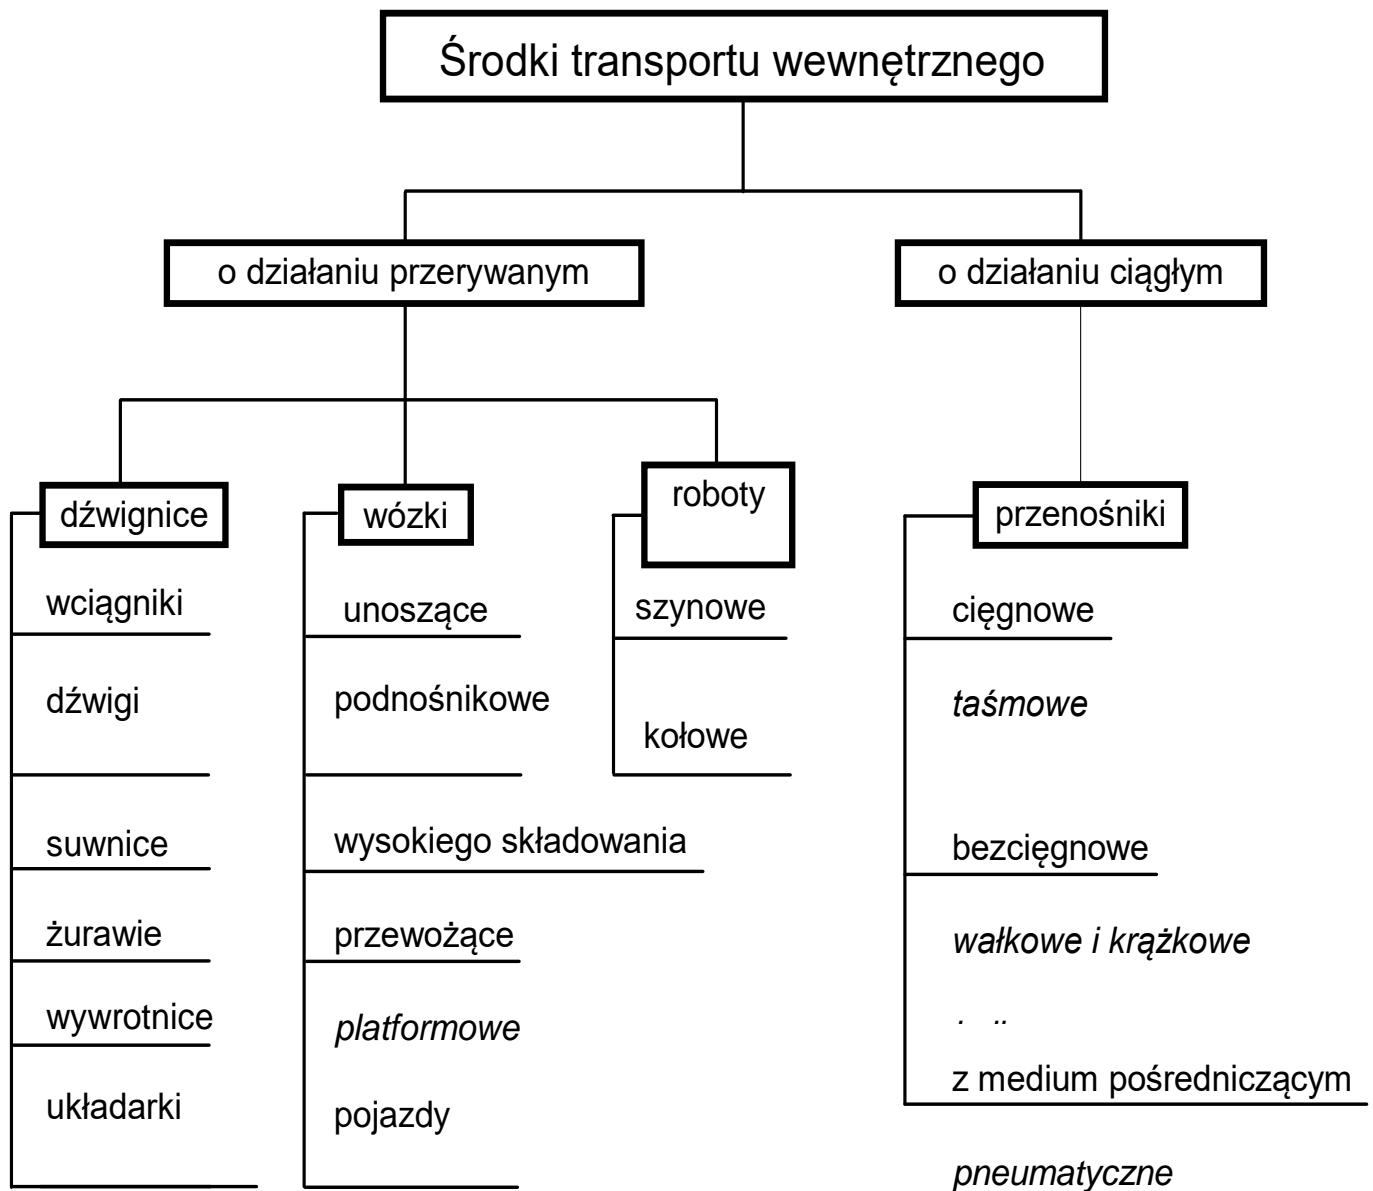 Środki transportu wewnętrznego
o działaniu przerywanym
o działaniu ciągłym
dźwignice
wciągniki
dźwigi
suwnice
żurawie
wywrotnice
układarki
wózki
unoszące
podnośnikowe
wysokiego składowania
przewożące
platformowe
pojazdy
roboty
szynowe
kołowe
przenośniki
cięgnowe
taśmowe
bezcięgnowe
wałkowe i krążkowe
. ..
z medium pośredniczącym
pneumatyczne